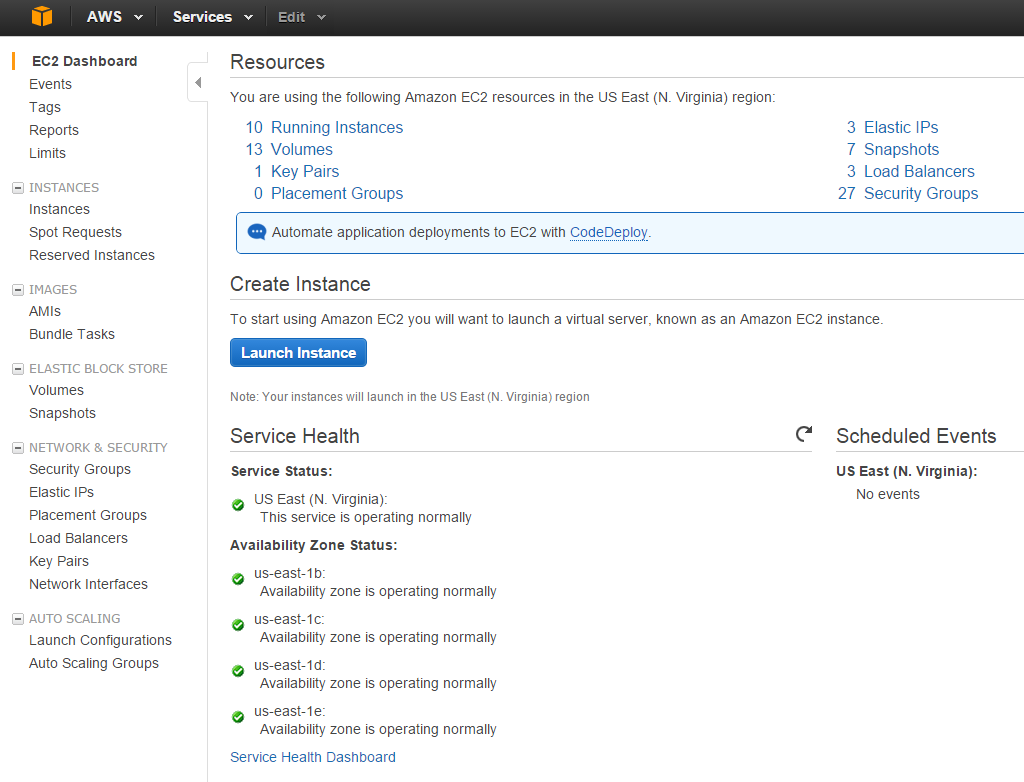 AWS Services Edit
EC2 Dashboard
Events
Tags
Reports
Limits
INSTANCES
Instances
Spot Requests
Reserved Instances
IMAGES
AMIs
Bundle Tasks
ELASTIC BLOCK STORE
Volumes
Snapshots
NETWORK & SECURITY
Security Groups
Elastic IPs
Placement Groups
Load Balancers
Key Pairs
Network Interfaces
AUTO SCALING
Launch Configurations
Auto Scaling Groups
Resources
You are using the following Amazon EC2 resources in the US East (N. Virginia) region:
10 Running Instances
13 Volumes
1 Key Pairs
0 Placement Groups
3 Elastic IPs
7 Snapshots
3 Load Balancers
27 Security Groups
Automate application deployments to EC2 with CodeDeploy.
Create Instance
To start using Amazon EC2 you will want to launch a virtual server, known as an Amazon EC2 instance.
Launch Instance
Note: Your instances will launch in the US East (N. Virginia) region
Service Health
Service Status:
US East (N. Virginia):
This service is operating normally
Availability Zone Status:
us-east-1b:
Availability zone is operating normally
us-east-1c:
Availability zone is operating normally
us-east-1d:
Availability zone is operating normally
us-east-1e:
Availability zone is operating normally
Service Health Dashboard
Scheduled Events
US East (N. Virginia):
No events